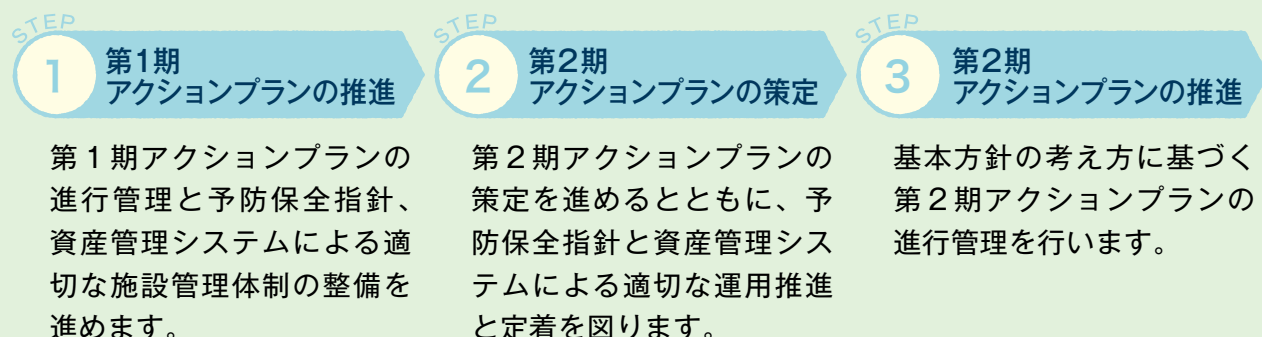 STEP
1
第1期
アクションプランの推進
第１期アクションプランの
進行管理と予防保全指針、
資産管理システムによる適
切な施設管理体制の整備を
進めます。
STEP
2
第2期
アクションプランの策定
第２期アクションプランの
策定を進めるとともに、予
防保全指針と資産管理シス
テムによる適切な運用推進
と定着を図ります。
STEP
3
第2期
アクションプランの推進
基本方針の考え方に基づく
第２期アクションプランの
進行管理を行います。